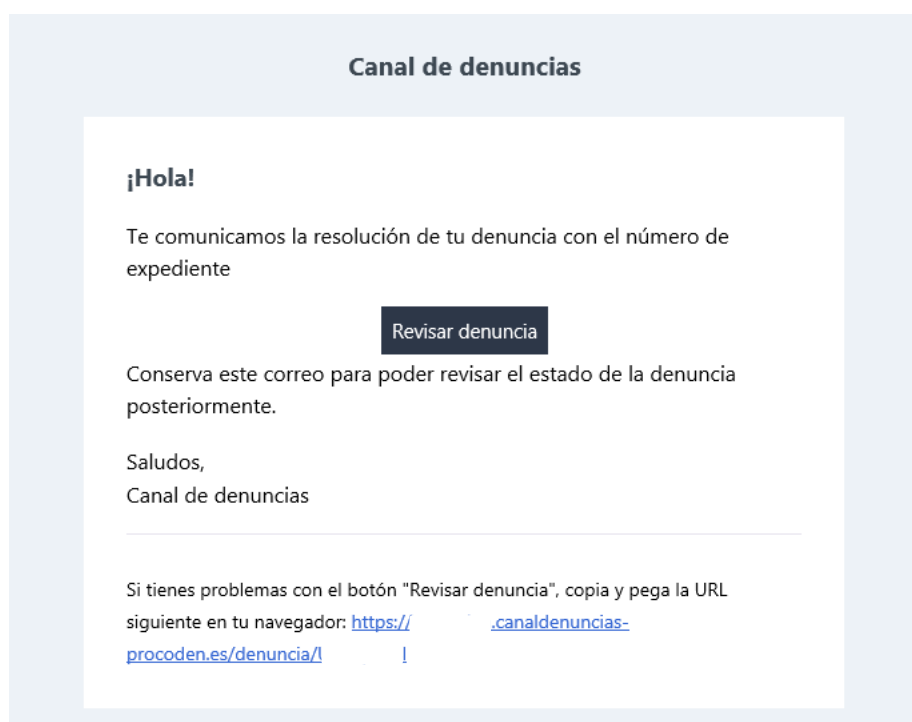 Canal de denuncias
¡Hola!
Te comunicamos la resolución de tu denuncia con el número de
expediente
Revisar denuncia
Conserva este correo para poder revisar el estado de la denuncia
posteriormente.
Saludos,
Canal de denuncias
Si tienes problemas con el botón "Revisar denuncia", copia y pega la URL
siguiente en tu navegador: https:// .canaldenuncias-
procoden.es/denuncia/